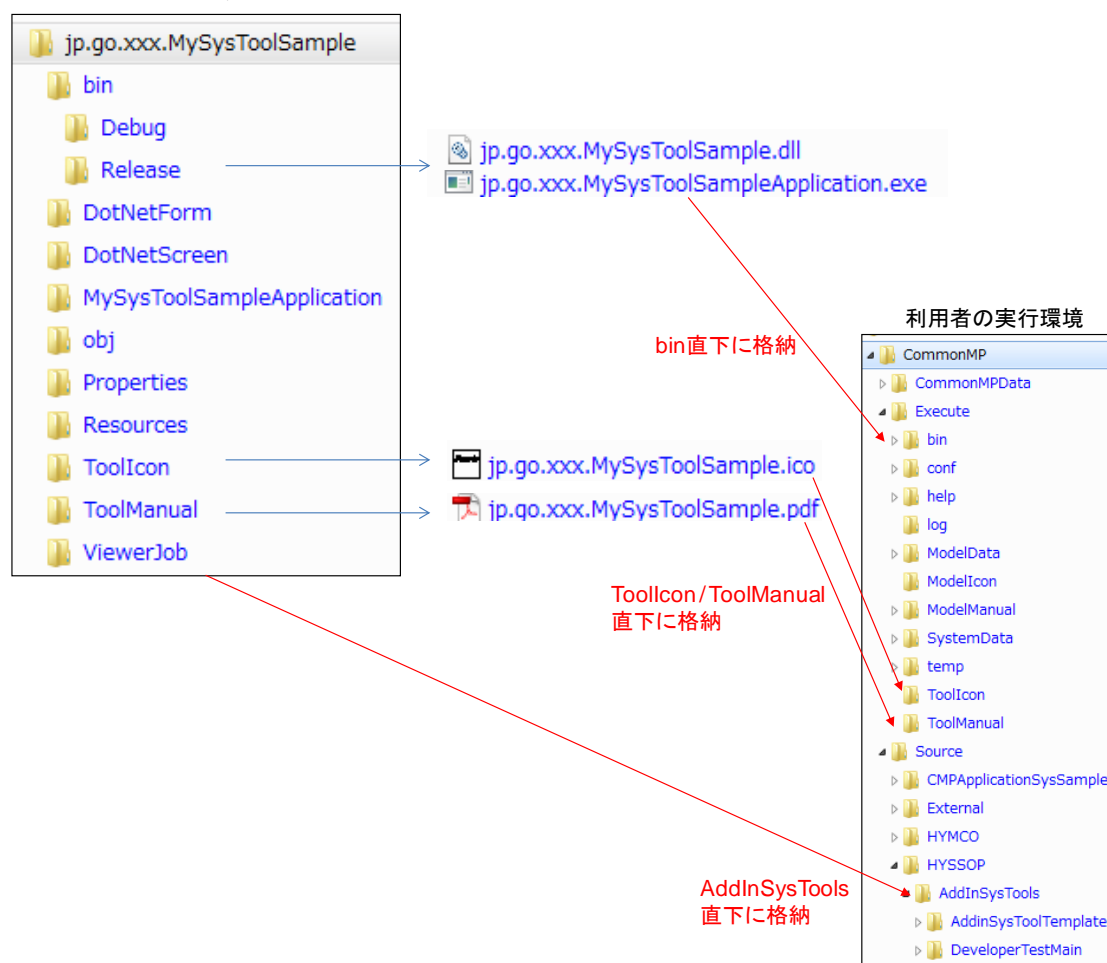 jp.go.xxx.MySysToolSample
bin
Debug
Release
DotNetForm
DotNetScreen
MySysToolSampleApplication
obj
Properties
Resources
ToolIcon
ToolManual
ViewerJob
jp.go.xxx.MySysToolSample.dll
jp.go.xxx.MySysToolSampleApplication.exe
bin直下に格納
jp.go.xxx.MySysToolSample.ico
jp.go.xxx.MySysToolSample.pdf
ToolIcon/ToolManual
直下に格納
AddInSysTools
直下に格納
利用者の実行環境
CommonMP
CommonMPData
Execute
bin
conf
help
log
ModelData
ModelIcon
ModelManual
SystemData
temp
ToolIcon
ToolManual
Source
CMPApplicationSysSample
External
HYMCO
HYSSOP
AddInSysTools
AddinSysToolTemplate
DeveloperTestMain